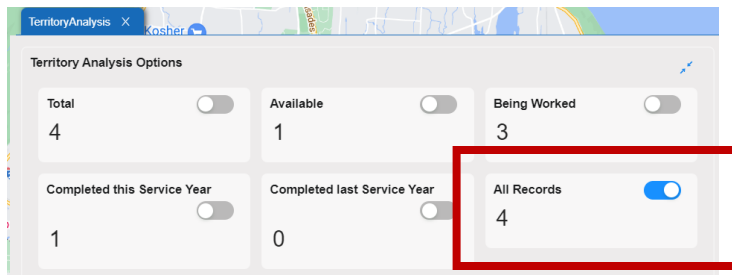 TerritoryAnalysis X
Kosher
sades
Territory Analysis Options
Total
4
Available
1
Being Worked
3
Completed this Service Year
1
Completed last Service Year
0
All Records
4